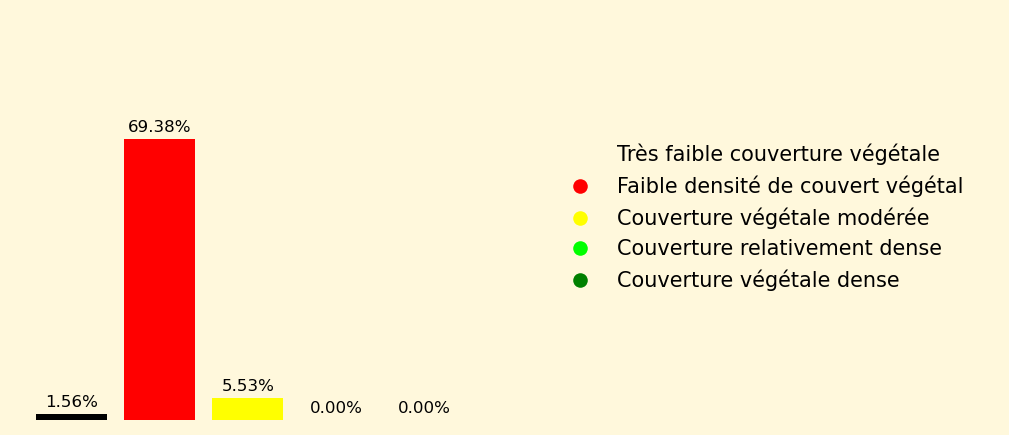 69.38%
1.56%
5.53%
0.00%
0.00%
Très faible couverture végétale
Faible densité de couvert végétal
Couverture végétale modérée
Couverture relativement dense
Couverture végétale dense